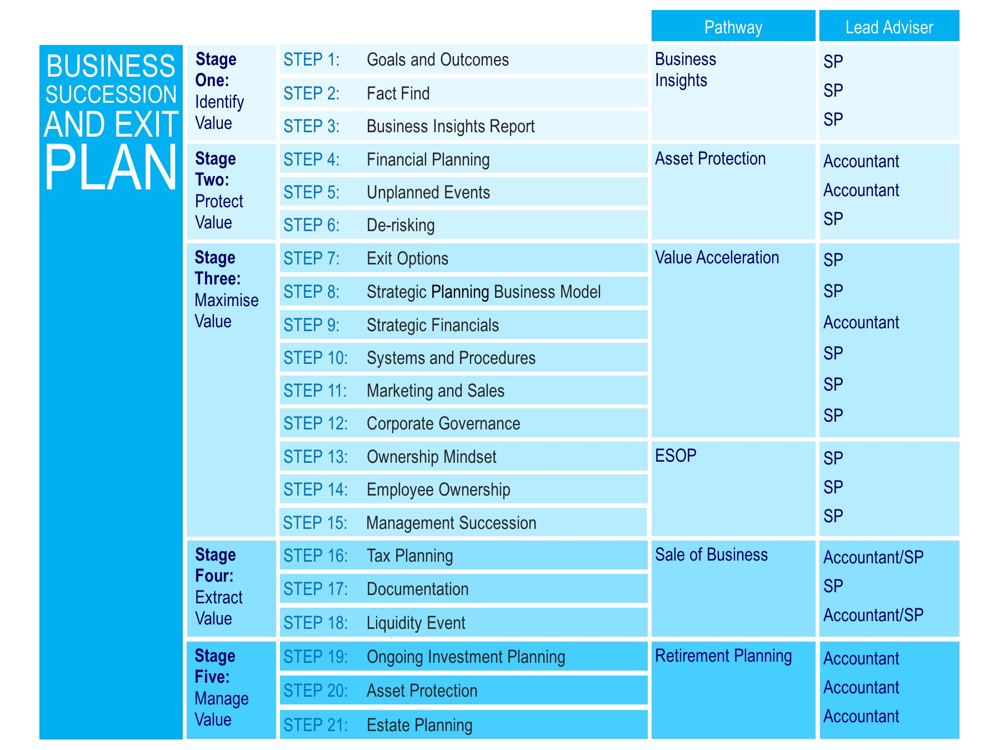 Pathway Lead Adviser
BUSINESS
SUCCESSION
AND EXIT
PLAN
Stage
One:
Identify
Value
STEP 1: Goals and Outcomes
STEP 2: Fact Find
STEP 3: Business Insights Report
Business
Insights
SP
SP
SP
Stage
Two:
Protect
Value
STEP 4: Financial Planning
STEP 5: Unplanned Events
STEP 6: De-risking
Asset Protection
Accountant
Accountant
SP
Stage
Three:
Maximise
Value
STEP 7: Exit Options
STEP 8: Strategic Planning Business Model
STEP 9: Strategic Financials
STEP 10: Systems and Procedures
STEP 11: Marketing and Sales
STEP 12: Corporate Governance
Value Acceleration
SP
SP
Accountant
SP
SP
SP
STEP 13: Ownership Mindset
STEP 14: Employee Ownership
STEP 15: Management Succession
ESOP
SP
SP
SP
Stage
Four:
Extract
Value
STEP 16: Tax Planning
STEP 17: Documentation
STEP 18: Liquidity Event
Sale of Business
Accountant/SP
SP
Accountant/SP
Stage
Five:
Manage
Value
STEP 19: Ongoing Investment Planning
STEP 20: Asset Protection
STEP 21: Estate Planning
Retirement Planning
Accountant
Accountant
Accountant